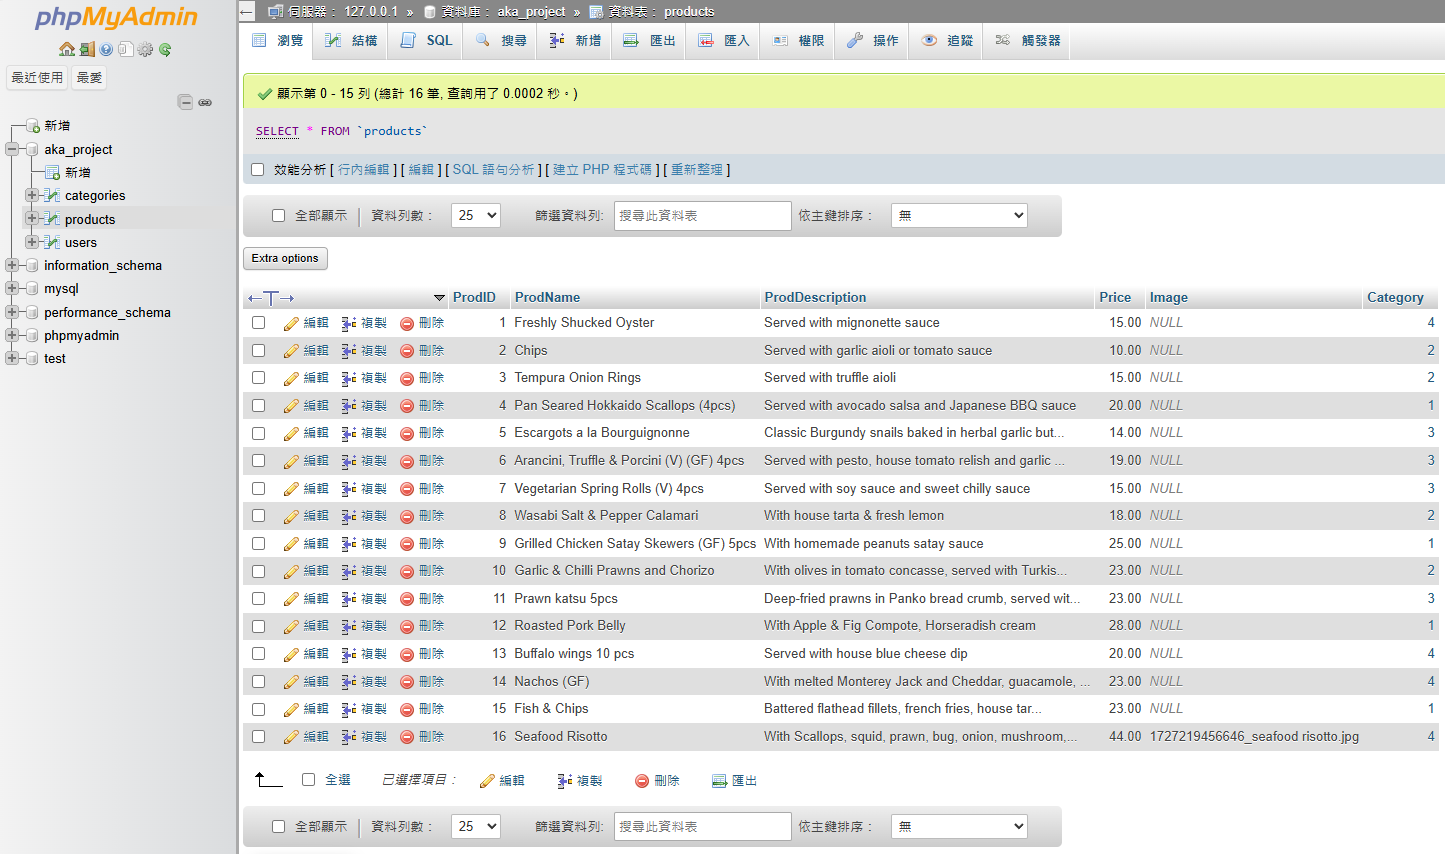 phpMyAdmin
最近使用 最愛
新增
aka_project
新增
categories
products
users
information_schema
mysql
performance_schema
phpmyadmin
test
伺服器： 127.0.0.1 » 資料庫： aka_project » 資料表： products
瀏覽 結構 SQL 搜尋 新增 匯出 匯入 權限 操作 追蹤 觸發器
顯示第 0 - 15 列 (總計 16 筆, 查詢用了 0.0002 秒。)
SELECT * FROM `products`
效能分析 [ 行內編輯 ] [ 編輯 ] [ SQL 語句分析 ] [ 建立 PHP 程式碼 ] [ 重新整理 ]
全部顯示 資料列數： 25 篩選資料列: 搜尋此資料表 依主鍵排序： 無
Extra options
ProdID ProdName ProdDescription Price Image Category
編輯 複製 刪除 1 Freshly Shucked Oyster Served with mignonette sauce 15.00 NULL 4
編輯 複製 刪除 2 Chips Served with garlic aioli or tomato sauce 10.00 NULL 2
編輯 複製 刪除 3 Tempura Onion Rings Served with truffle aioli 15.00 NULL 2
編輯 複製 刪除 4 Pan Seared Hokkaido Scallops (4pcs) Served with avocado salsa and Japanese BBQ sauce 20.00 NULL 1
編輯 複製 刪除 5 Escargots a la Bourguignonne Classic Burgundy snails baked in herbal garlic but... 14.00 NULL 3
編輯 複製 刪除 6 Arancini, Truffle & Porcini (V) (GF) 4pcs Served with pesto, house tomato relish and garlic ... 19.00 NULL 3
編輯 複製 刪除 7 Vegetarian Spring Rolls (V) 4pcs Served with soy sauce and sweet chilly sauce 15.00 NULL 3
編輯 複製 刪除 8 Wasabi Salt & Pepper Calamari With house tarta & fresh lemon 18.00 NULL 2
編輯 複製 刪除 9 Grilled Chicken Satay Skewers (GF) 5pcs With homemade peanuts satay sauce 25.00 NULL 1
編輯 複製 刪除 10 Garlic & Chilli Prawns and Chorizo With olives in tomato concasse, served with Turkis... 23.00 NULL 2
編輯 複製 刪除 11 Prawn katsu 5pcs Deep-fried prawns in Panko bread crumb, served wit... 23.00 NULL 3
編輯 複製 刪除 12 Roasted Pork Belly With Apple & Fig Compote, Horseradish cream 28.00 NULL 1
編輯 複製 刪除 13 Buffalo wings 10 pcs Served with house blue cheese dip 20.00 NULL 4
編輯 複製 刪除 14 Nachos (GF) With melted Monterey Jack and Cheddar, guacamole, ... 23.00 NULL 4
編輯 複製 刪除 15 Fish & Chips Battered flathead fillets, french fries, house tar... 23.00 NULL 1
編輯 複製 刪除 16 Seafood Risotto With Scallops, squid, prawn, bug, onion, mushroom,... 44.00 1727219456646_seafood risotto.jpg 4
全選 已選擇項目： 編輯 複製 刪除 匯出
全部顯示 資料列數： 25 篩選資料列: 搜尋此資料表 依主鍵排序： 無